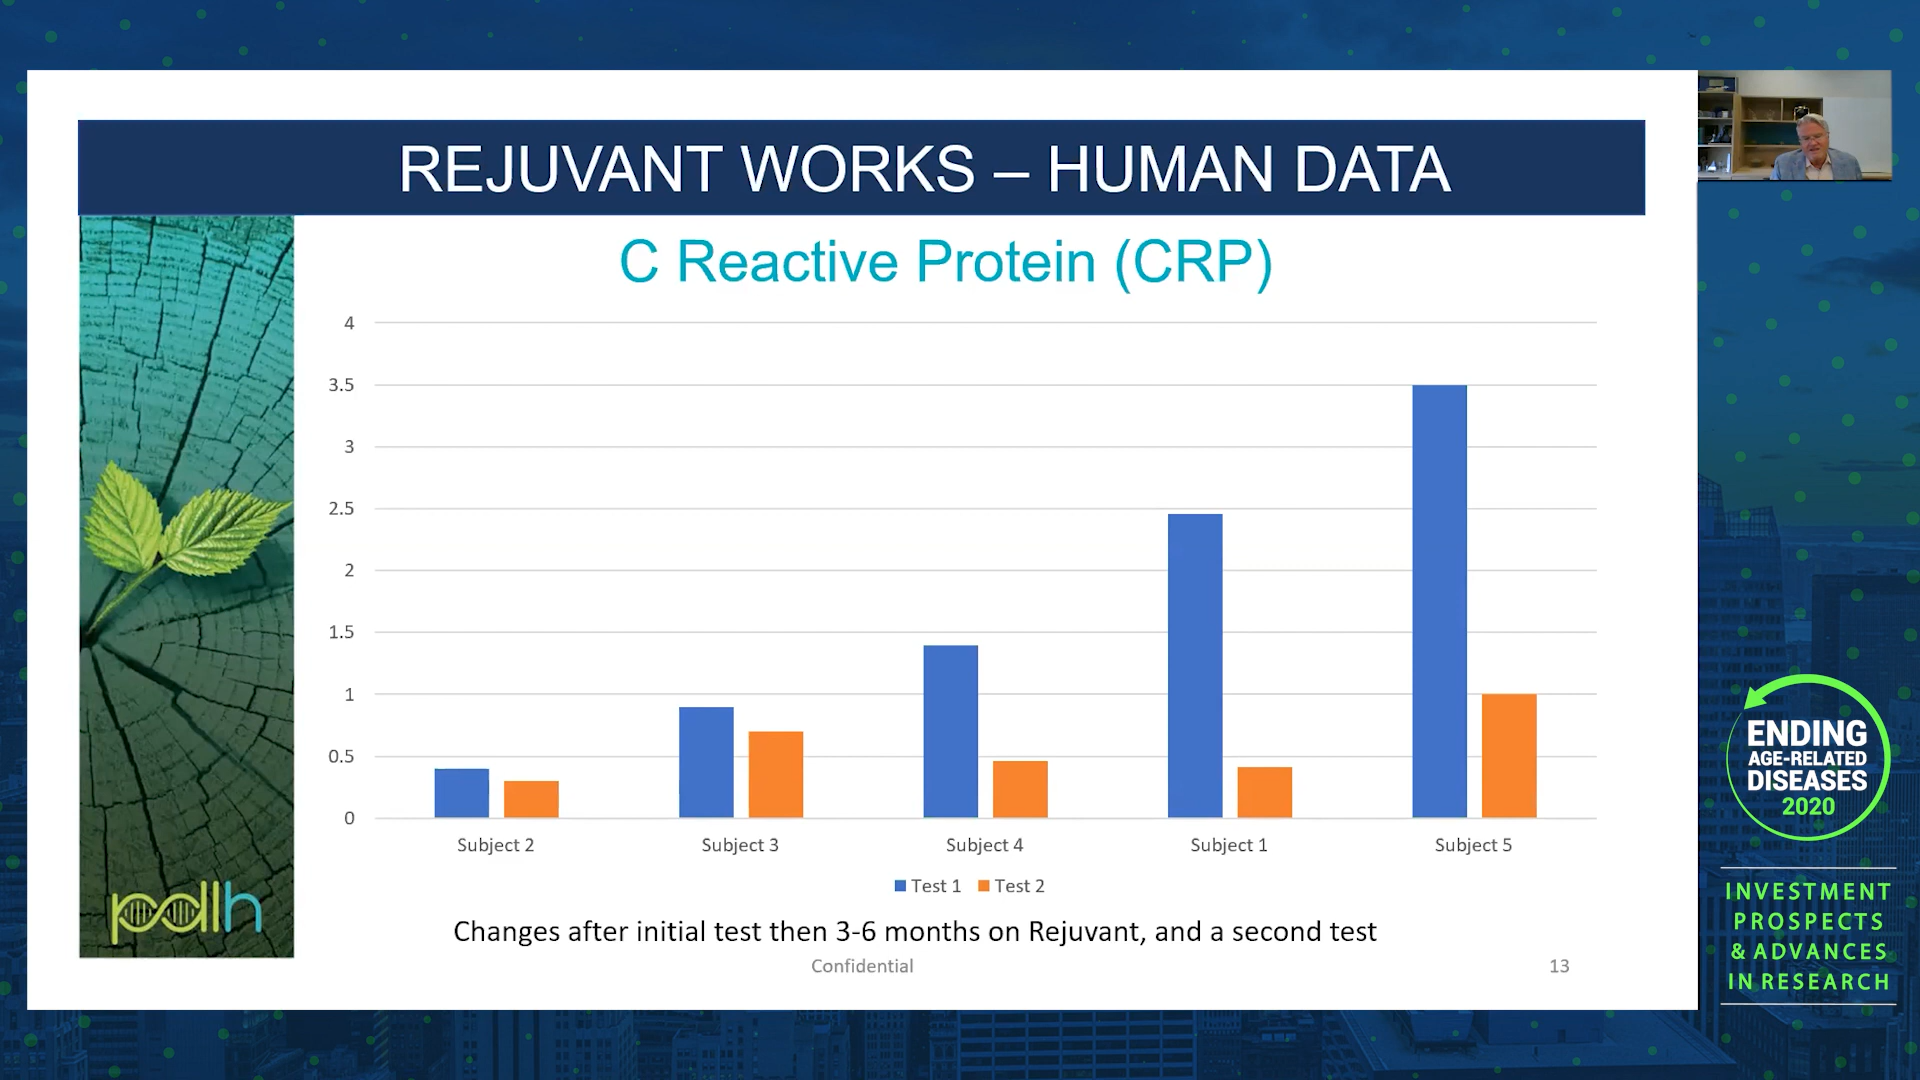 REJUVANT WORKS – HUMAN DATA
C Reactive Protein (CRP)
4
3.5
3
2.5
2
1.5
1
0.5
0
Subject 2 Subject 3 Subject 4 Subject 1 Subject 5
Test 1 Test 2
Changes after initial test then 3-6 months on Rejuvant, and a second test
Confidential
13
pdlh
ENDING
AGE-RELATED
DISEASES
2020
INVESTMENT
PROSPECTS
& ADVANCES
IN RESEARCH